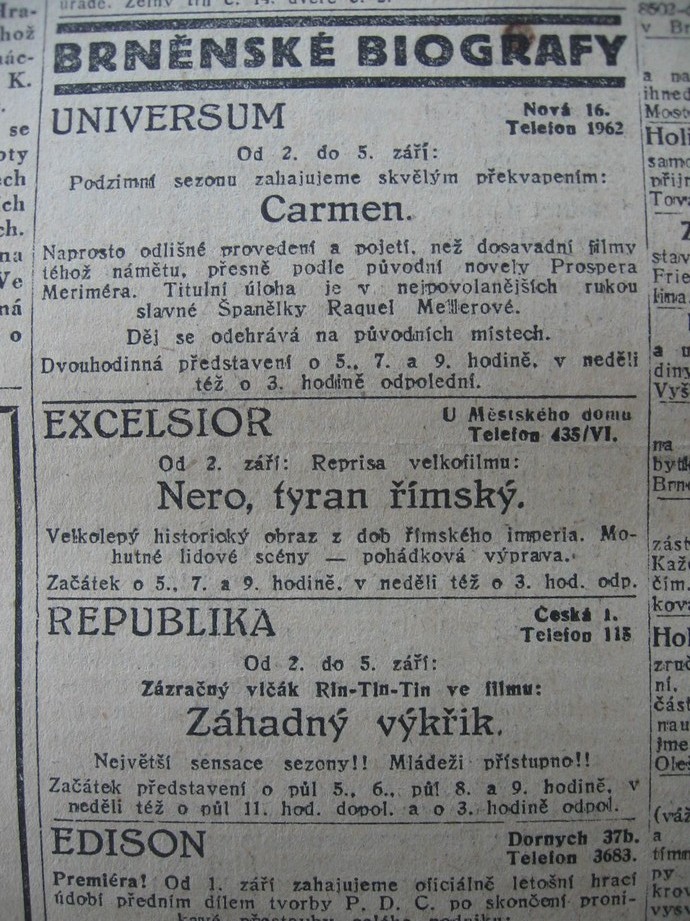 úřadě. Zelný trh č. 14. dveře č. 8.
BRNĚNSKÉ BIOGRAFY
UNIVERSUM
Nová 16.
Telefon 1962
Od 2. do 5. září:
Podzimní sezonu zahajujeme skvělým překvapením:
Carmen.
Naprosto odlišné provedení a pojetí, než dosavadní filmy
téhož námětu, přesně podle původní novely Prospera
Meriméra. Titulní úloha je v nejpovolanějších rukou
slavné Španělky Raquel Mellerové.
Děj se odehrává na původních místech.
Dvouhodinná představení o 5., 7. a 9. hodině, v neděli
též o 3. hodině odpolední.
EXCELSIOR
U Městského domu
Telefon 435/VI.
Od 2. září: Reprisa velkofilmu:
Nero, tyran římský.
Velkolepý historický obraz z dob římského imperia. Mo-
hutné lidové scény — pohádková výprava.
Začátek o 5., 7. a 9. hodině, v neděli též o 3. hod. odp.
REPUBLIKA
Česká 1.
Telefon 115
Od 2. do 5. září:
Zázračný vlčák Rin-Tin-Tin ve filmu:
Záhadný výkřik.
Největší sensace sezony!! Mládeži přístupno!!
Začátek představení o půl 5., 6., půl 8. a 9. hodině, v
neděli též o půl 11. hod. dopol. a o 3. hodině odpol.
EDISON
Dornych 37b.
Telefon 3683.
Premiéra! Od 1. září zahajujeme oficiálně letošní hrací
údobí předním dílem tvorby P. D. C. po skončení proni-